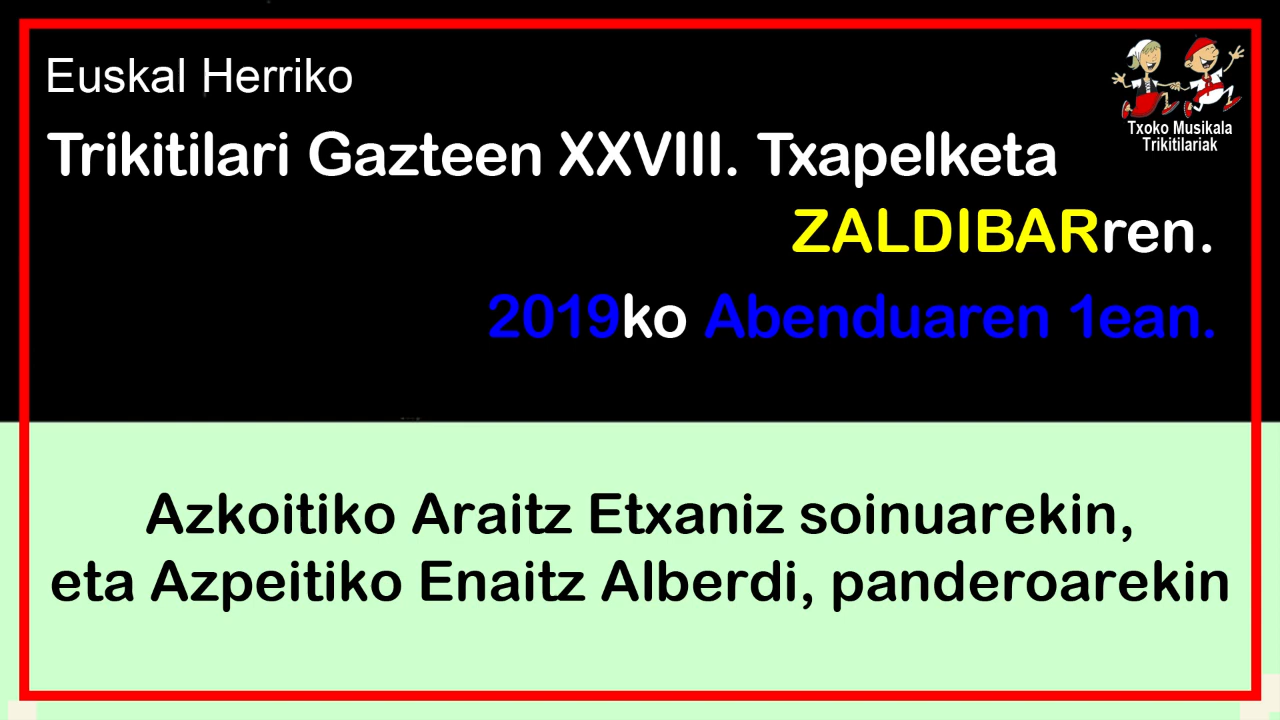 Euskal Herriko
Txoko Musikala
Trikitilariak
Trikitilari Gazteen XXVIII. Txapelketa
ZALDIBARren.
2019ko Abenduaren 1ean.
Azkoitiko Araitz Etxaniz soinuarekin,
eta Azpeitiko Enaitz Alberdi, panderoarekin